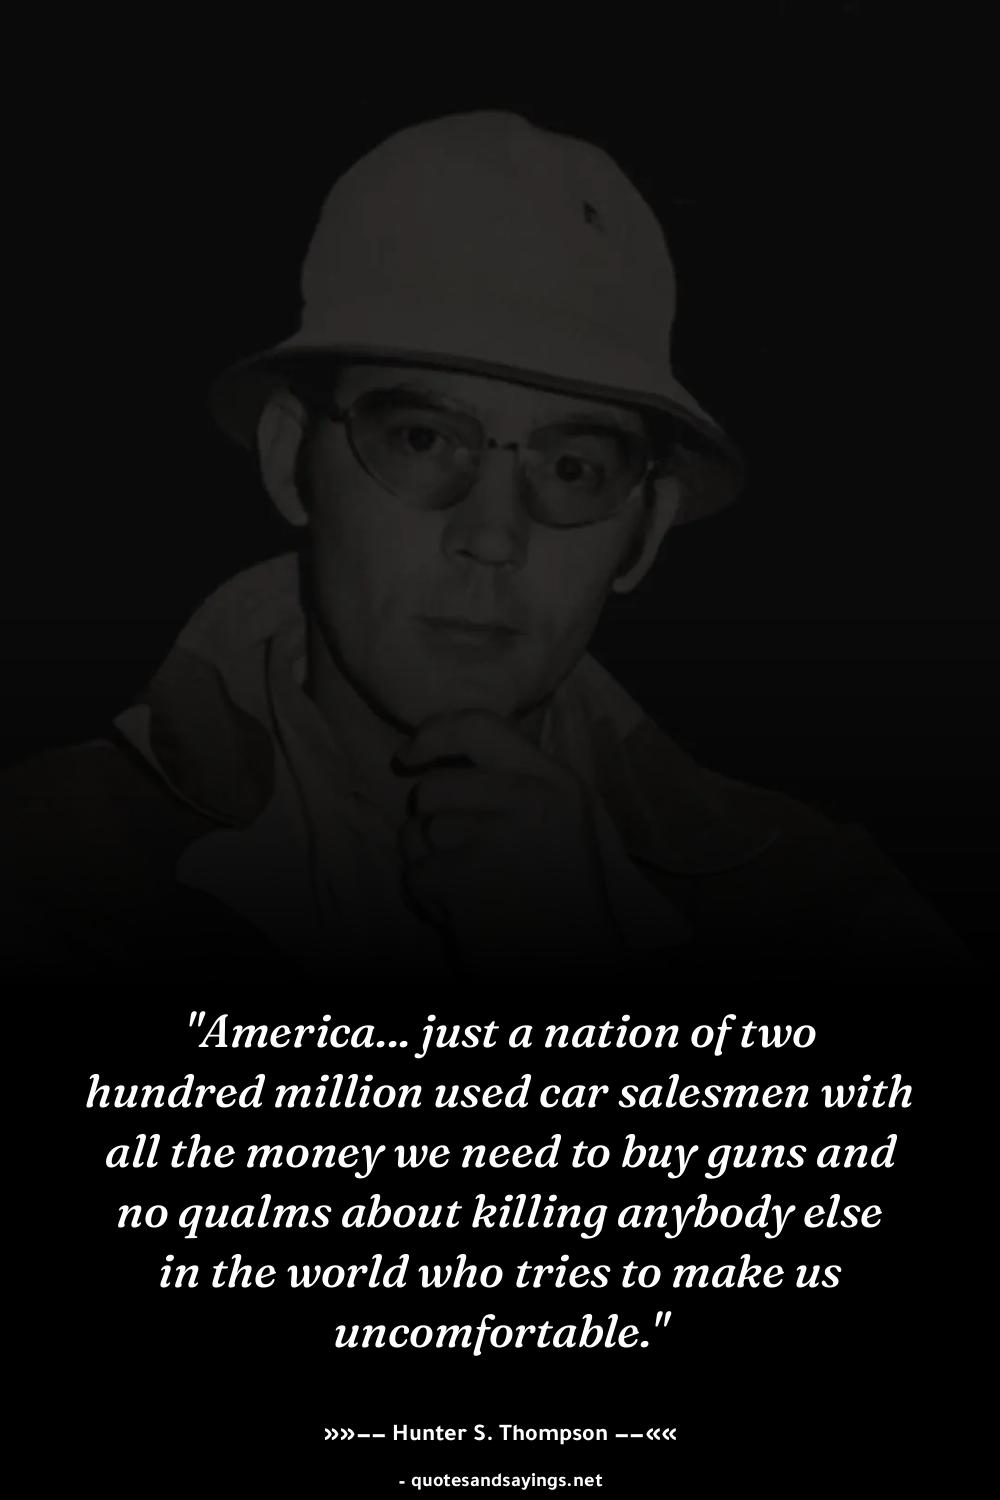 "America... just a nation of two
hundred million used car salesmen with
all the money we need to buy guns and
no qualms about killing anybody else
in the world who tries to make us
uncomfortable."
»»–– Hunter S. Thompson ––««
- quotesandsayings.net